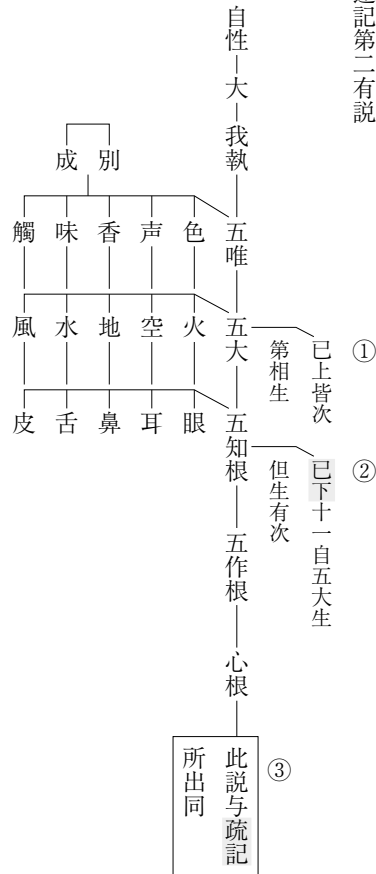 記第二有説
①
已上皆次
第相生
②
已下十一自五大生
但生有次
③
此説与疏記
所出同
自性 大 我執 五唯 五大 五知根 五作根 心根
別
成
色 声 香 味 觸
火 空 地 水 風
眼 耳 鼻 舌 皮